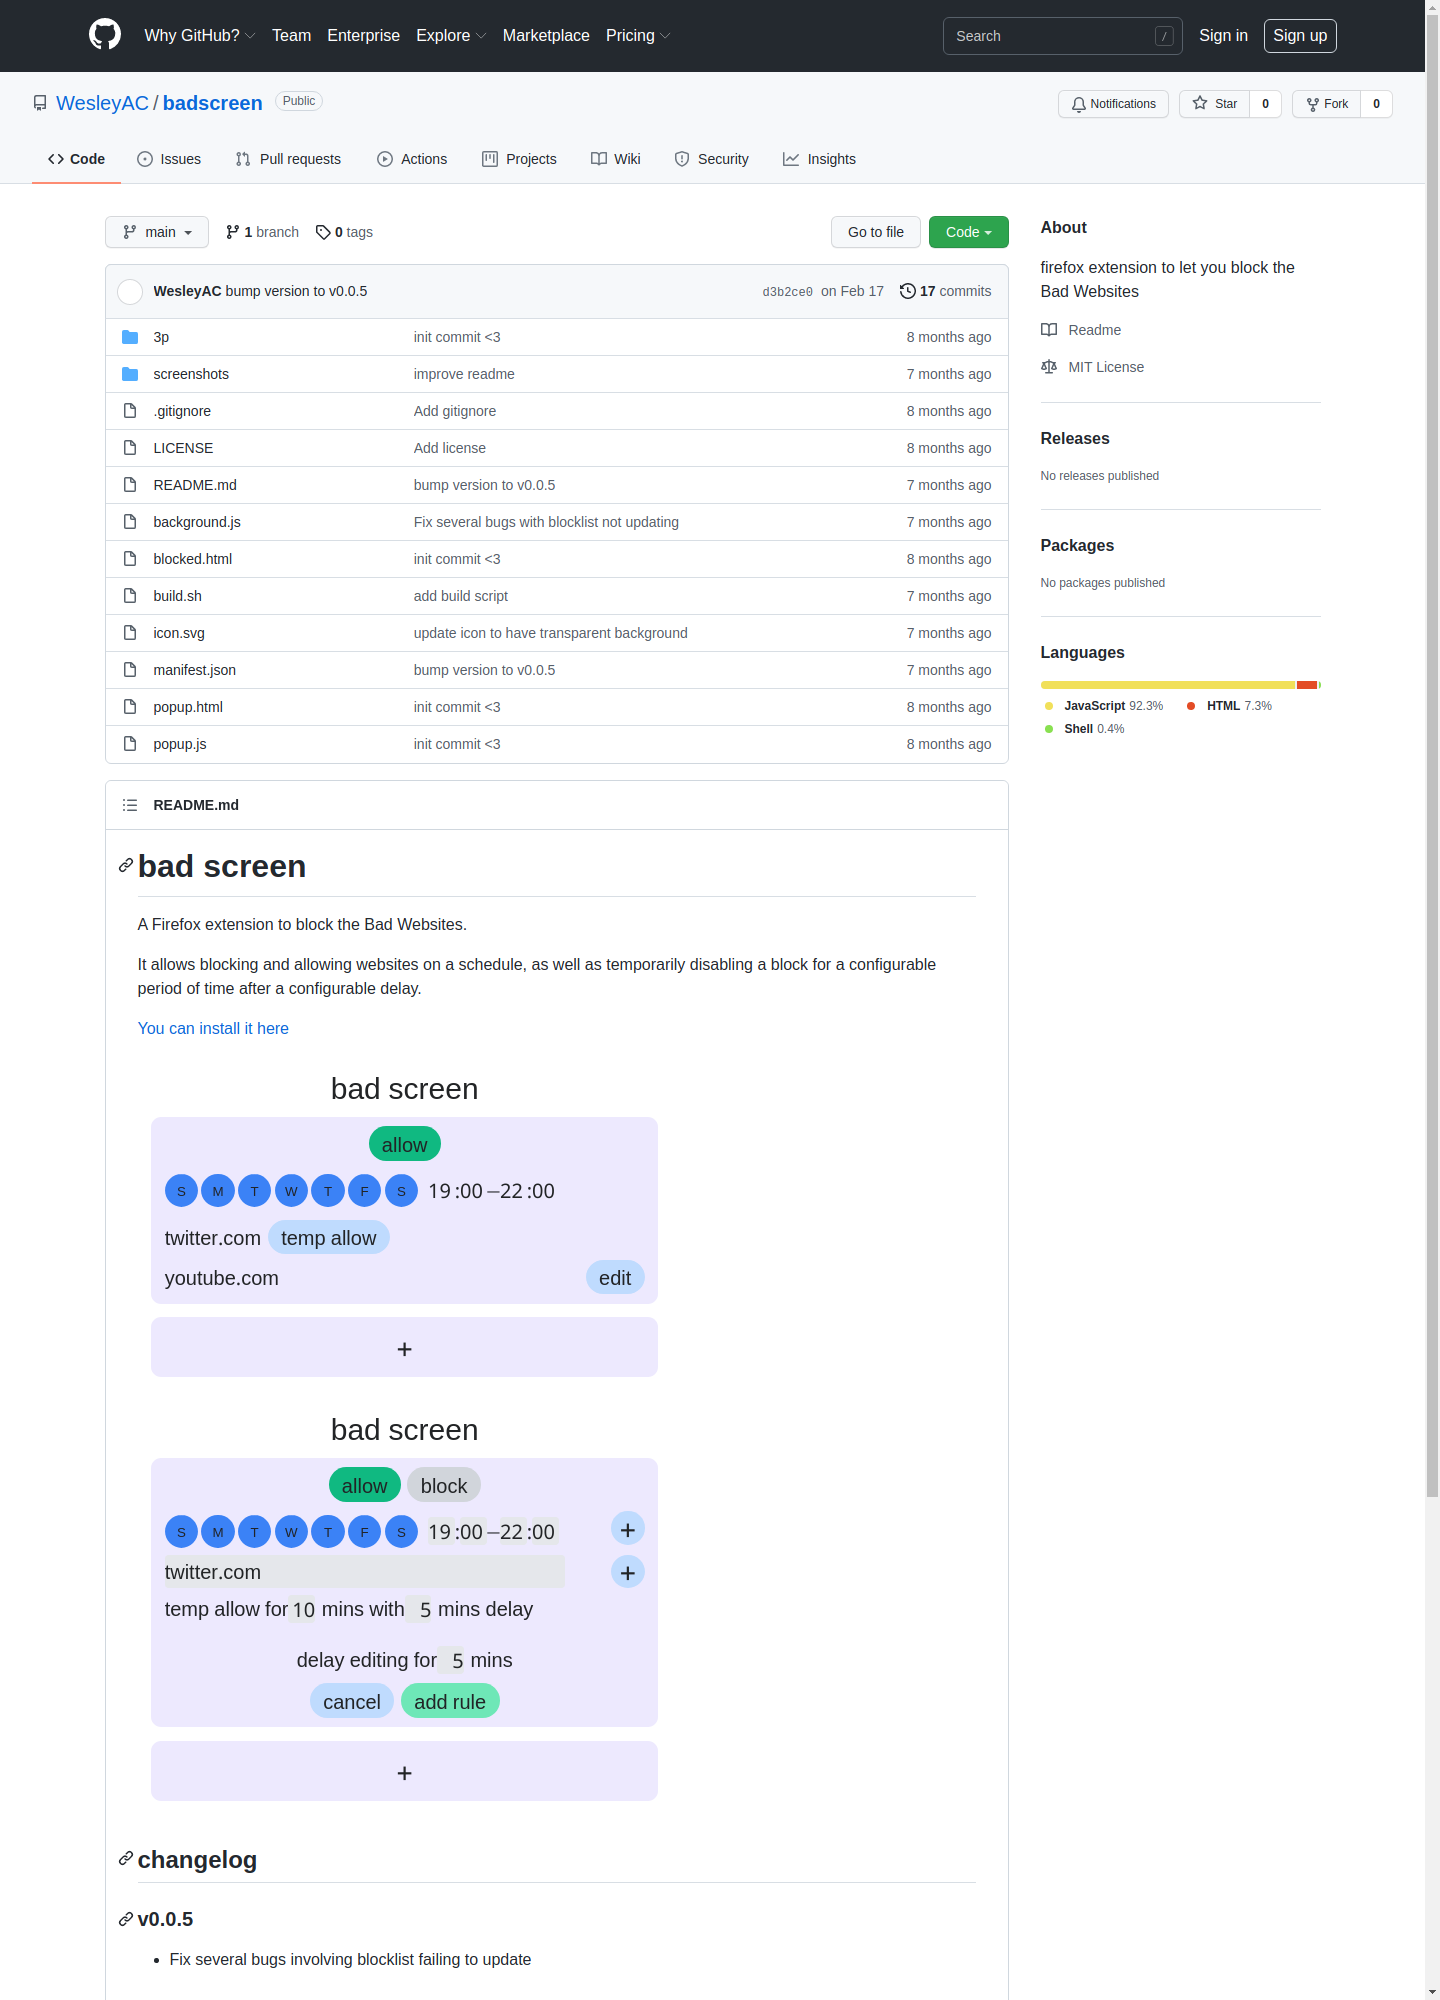 Why GitHub? Team Enterprise Explore Marketplace Pricing Search / Sign in Sign up
WesleyAC / badscreen Public Notifications Star 0 Fork 0
Code Issues Pull requests Actions Projects Wiki Security Insights
main 1 branch 0 tags Go to file Code
WesleyAC bump version to v0.0.5 d3b2ce0 on Feb 17 17 commits
3p init commit <3 8 months ago
screenshots improve readme 7 months ago
.gitignore Add gitignore 8 months ago
LICENSE Add license 8 months ago
README.md bump version to v0.0.5 7 months ago
background.js Fix several bugs with blocklist not updating 7 months ago
blocked.html init commit <3 8 months ago
build.sh add build script 7 months ago
icon.svg update icon to have transparent background 7 months ago
manifest.json bump version to v0.0.5 7 months ago
popup.html init commit <3 8 months ago
popup.js init commit <3 8 months ago
About
firefox extension to let you block the
Bad Websites
Readme
MIT License
Releases
No releases published
Packages
No packages published
Languages
JavaScript 92.3% HTML 7.3%
Shell 0.4%
README.md
bad screen
A Firefox extension to block the Bad Websites.
It allows blocking and allowing websites on a schedule, as well as temporarily disabling a block for a configurable
period of time after a configurable delay.
You can install it here
bad screen
allow
S M T W T F S 19:00–22:00
twitter.com temp allow
youtube.com edit
+
bad screen
allow block
S M T W T F S 19:00–22:00 +
twitter.com +
temp allow for 10 mins with 5 mins delay
delay editing for 5 mins
cancel add rule
+
changelog
v0.0.5
• Fix several bugs involving blocklist failing to update